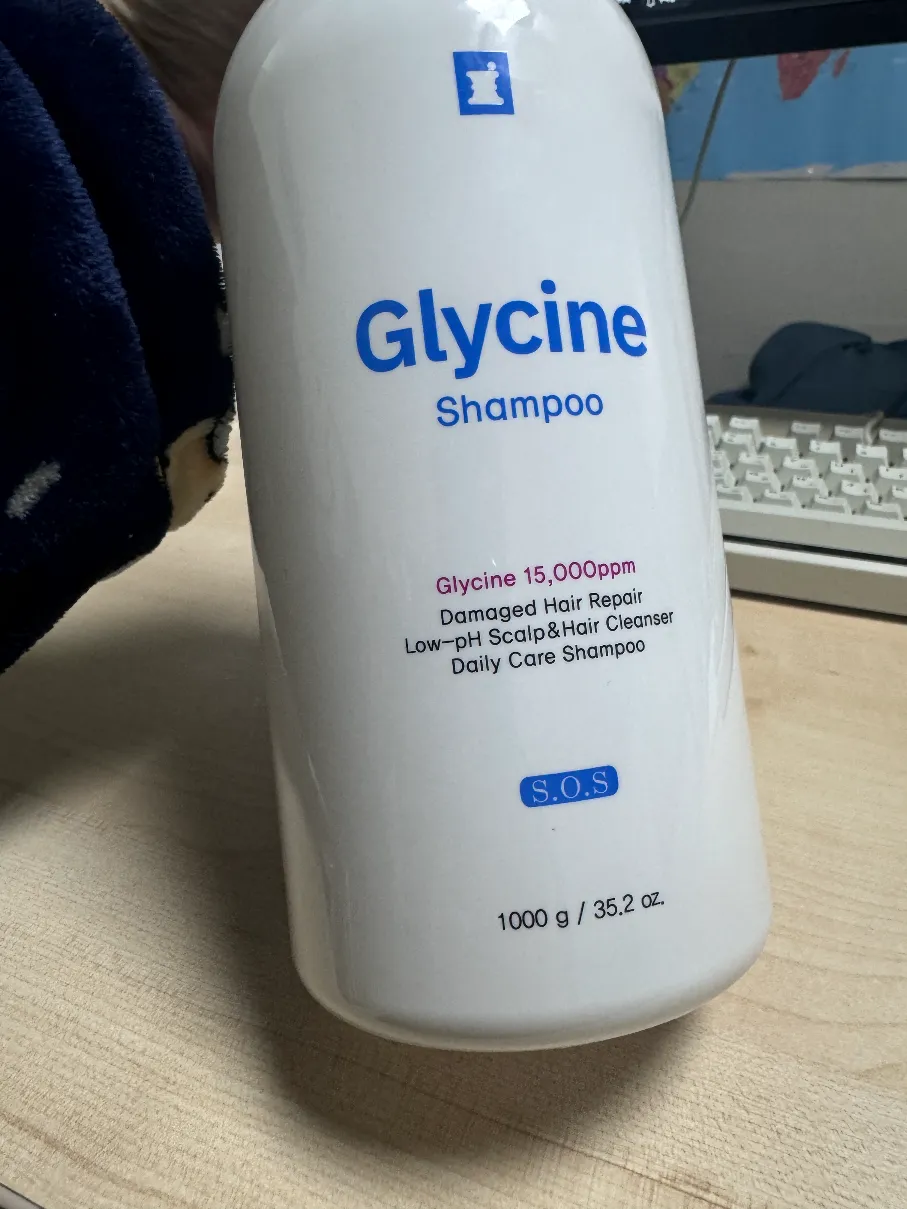 Glycine
Shampoo
Glycine 15,000ppm
Damaged Hair Repair
Low-pH Scalp&Hair Cleanser
Daily Care Shampoo
S.O.S
1000 g / 35.2 oz.